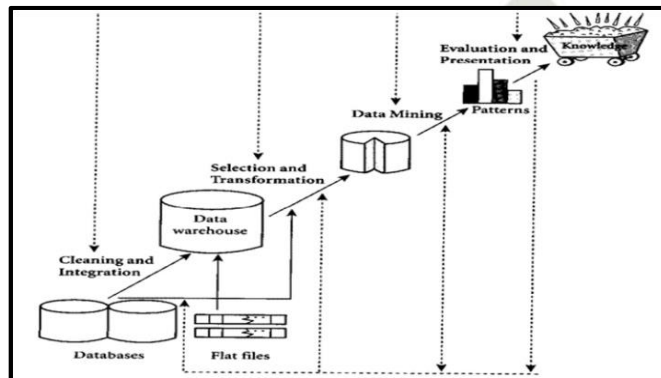 Evaluation and
Presentation
Knowledge
Patterns
Data Mining
Selection and
Transformation
Data
warehouse
Cleaning and
Integration
Databases
Flat files